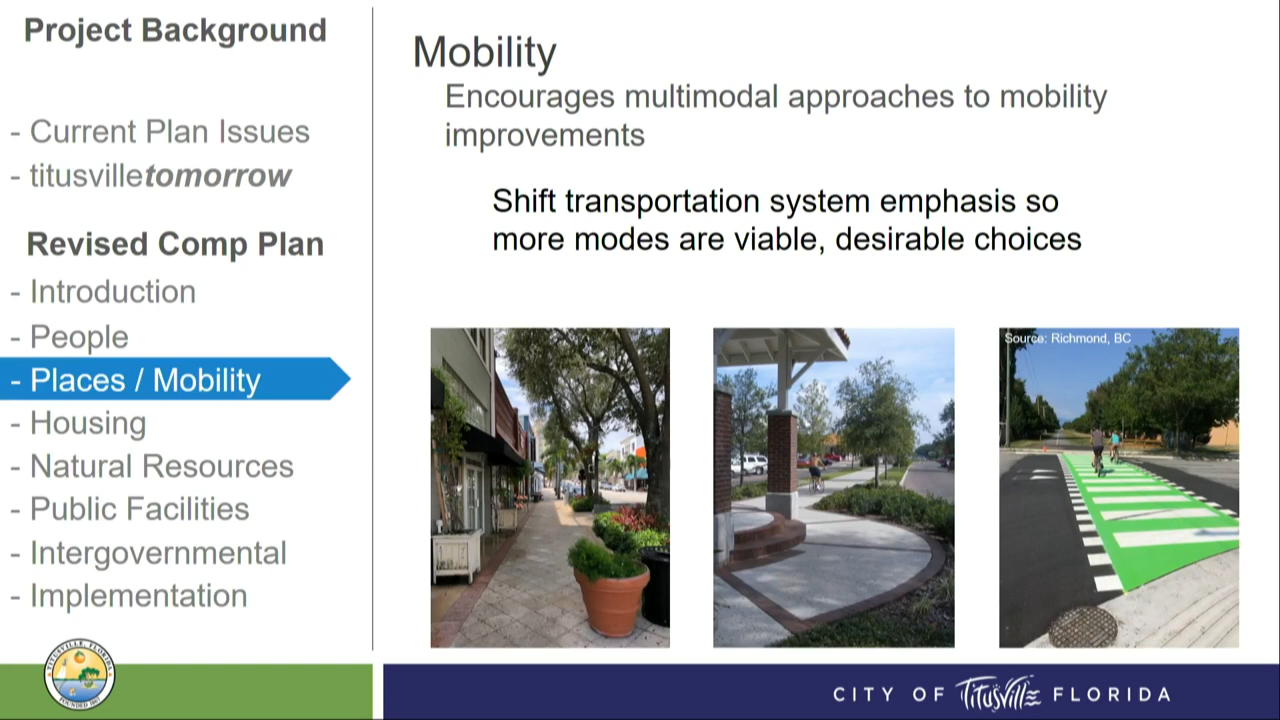 Project Background
- Current Plan Issues
- titusvilletomorrow
Revised Comp Plan
- Introduction
- People
- Places / Mobility
- Housing
- Natural Resources
- Public Facilities
- Intergovernmental
- Implementation
Mobility
Encourages multimodal approaches to mobility
improvements
Shift transportation system emphasis so
more modes are viable, desirable choices
Source: Richmond, BC
TITUSVILLE, FLORIDA
CITY OF Titusville FLORIDA